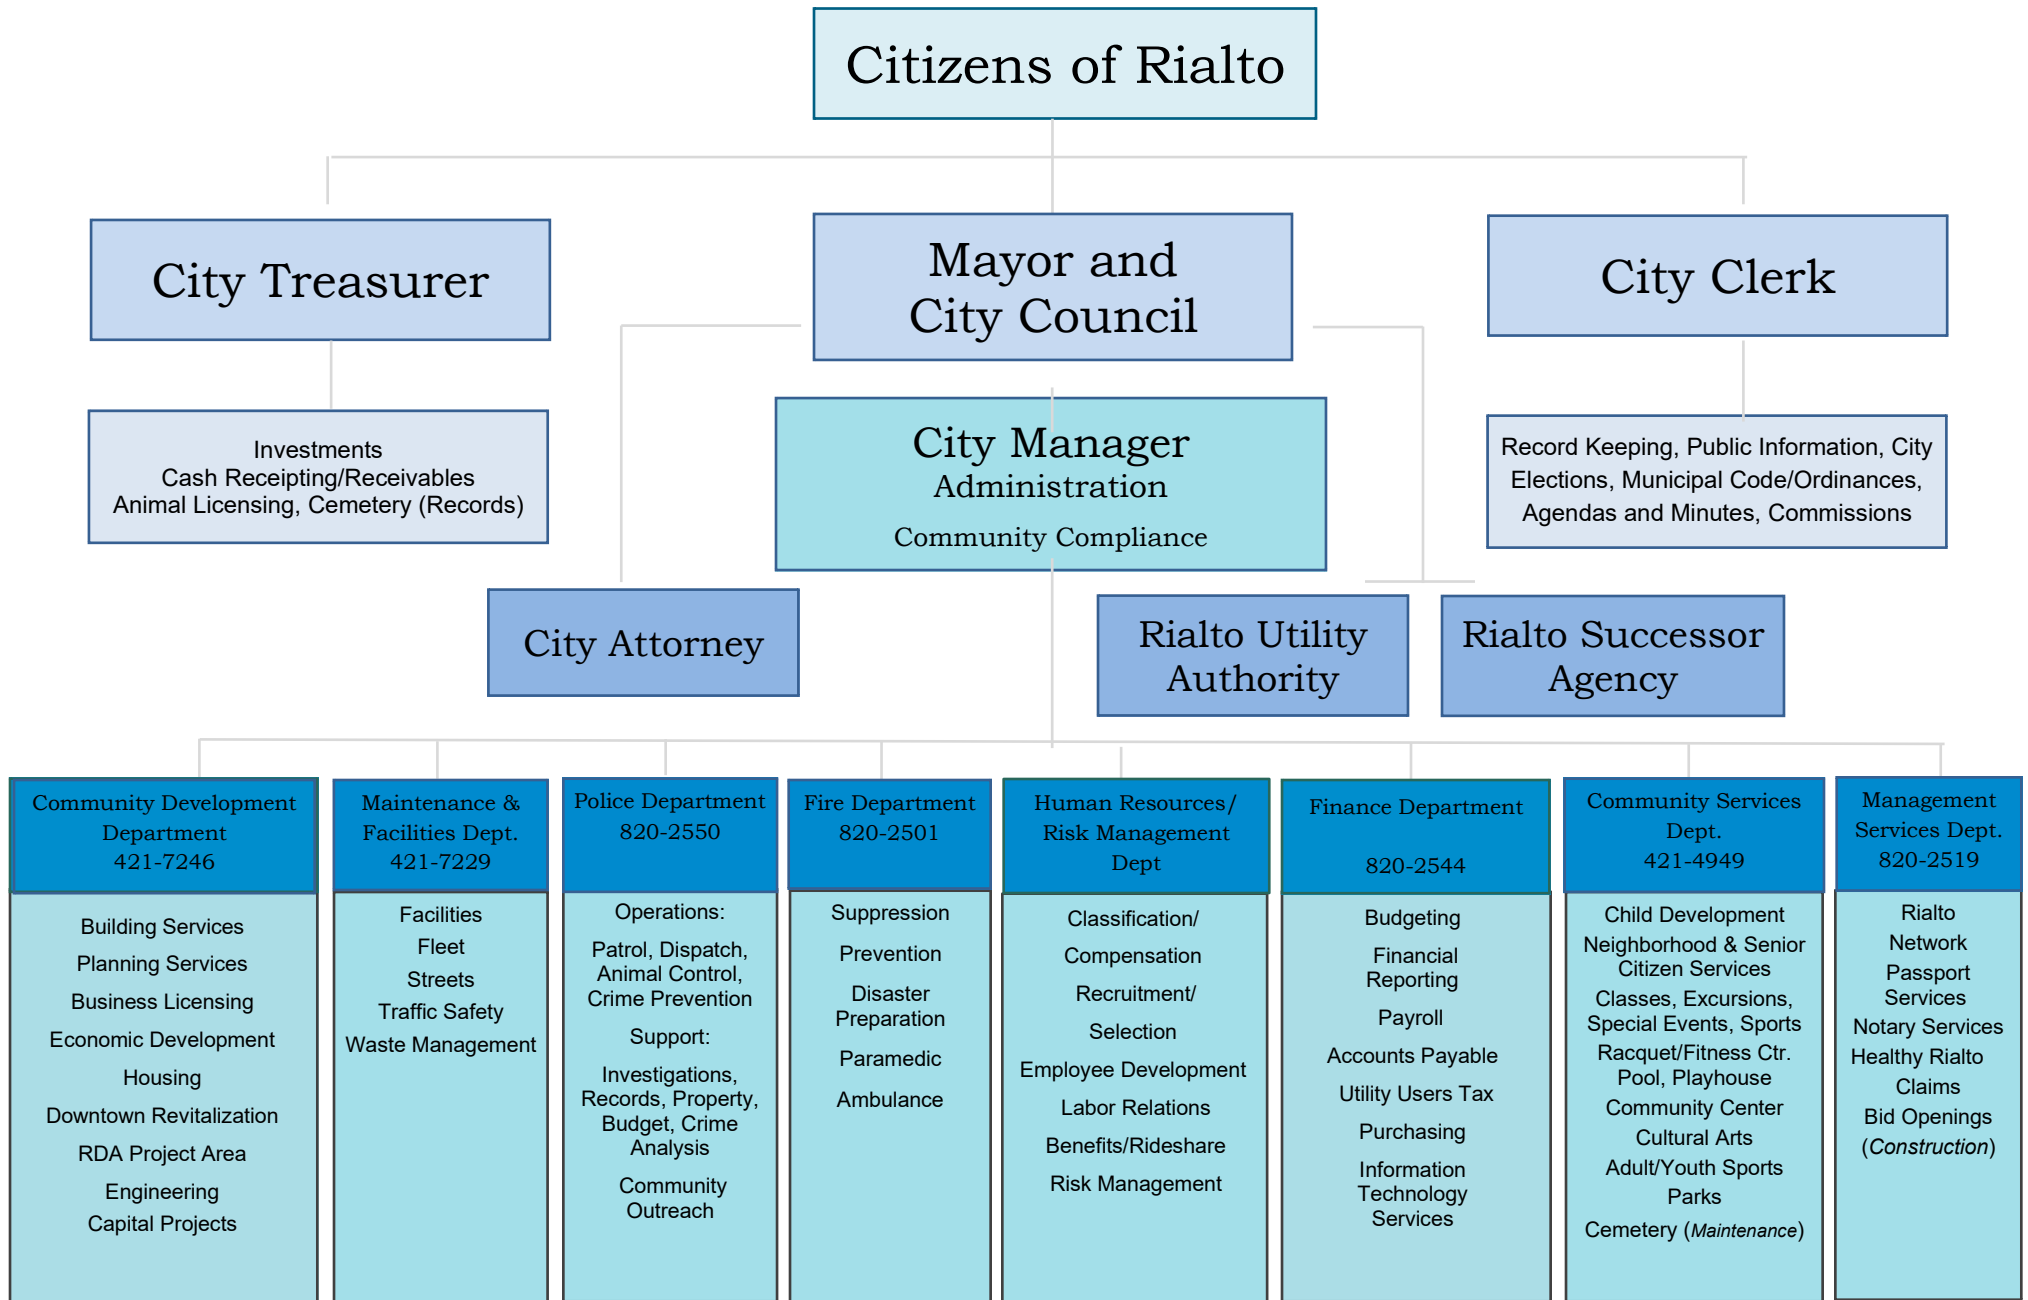 Citizens of Rialto
City Treasurer
Mayor and
City Council
City Clerk
Investments
Cash Receipting/Receivables
Animal Licensing, Cemetery (Records)
City Manager
Administration
Community Compliance
Record Keeping, Public Information, City
Elections, Municipal Code/Ordinances,
Agendas and Minutes, Commissions
City Attorney
Rialto Utility
Authority
Rialto Successor
Agency
Community Development
Department
421-7246
Building Services
Planning Services
Business Licensing
Economic Development
Housing
Downtown Revitalization
RDA Project Area
Engineering
Capital Projects
Maintenance &
Facilities Dept.
421-7229
Facilities
Fleet
Streets
Traffic Safety
Waste Management
Police Department
820-2550
Operations:
Patrol, Dispatch,
Animal Control,
Crime Prevention
Support:
Investigations,
Records, Property,
Budget, Crime
Analysis
Community
Outreach
Fire Department
820-2501
Suppression
Prevention
Disaster
Preparation
Paramedic
Ambulance
Human Resources/
Risk Management
Dept
Classification/
Compensation
Recruitment/
Selection
Employee Development
Labor Relations
Benefits/Rideshare
Risk Management
Finance Department
820-2544
Budgeting
Financial
Reporting
Payroll
Accounts Payable
Utility Users Tax
Purchasing
Information
Technology
Services
Community Services
Dept.
421-4949
Child Development
Neighborhood & Senior
Citizen Services
Classes, Excursions,
Special Events, Sports
Racquet/Fitness Ctr.
Pool, Playhouse
Community Center
Cultural Arts
Adult/Youth Sports
Parks
Cemetery (Maintenance)
Management
Services Dept.
820-2519
Rialto
Network
Passport
Services
Notary Services
Healthy Rialto
Claims
Bid Openings
(Construction)